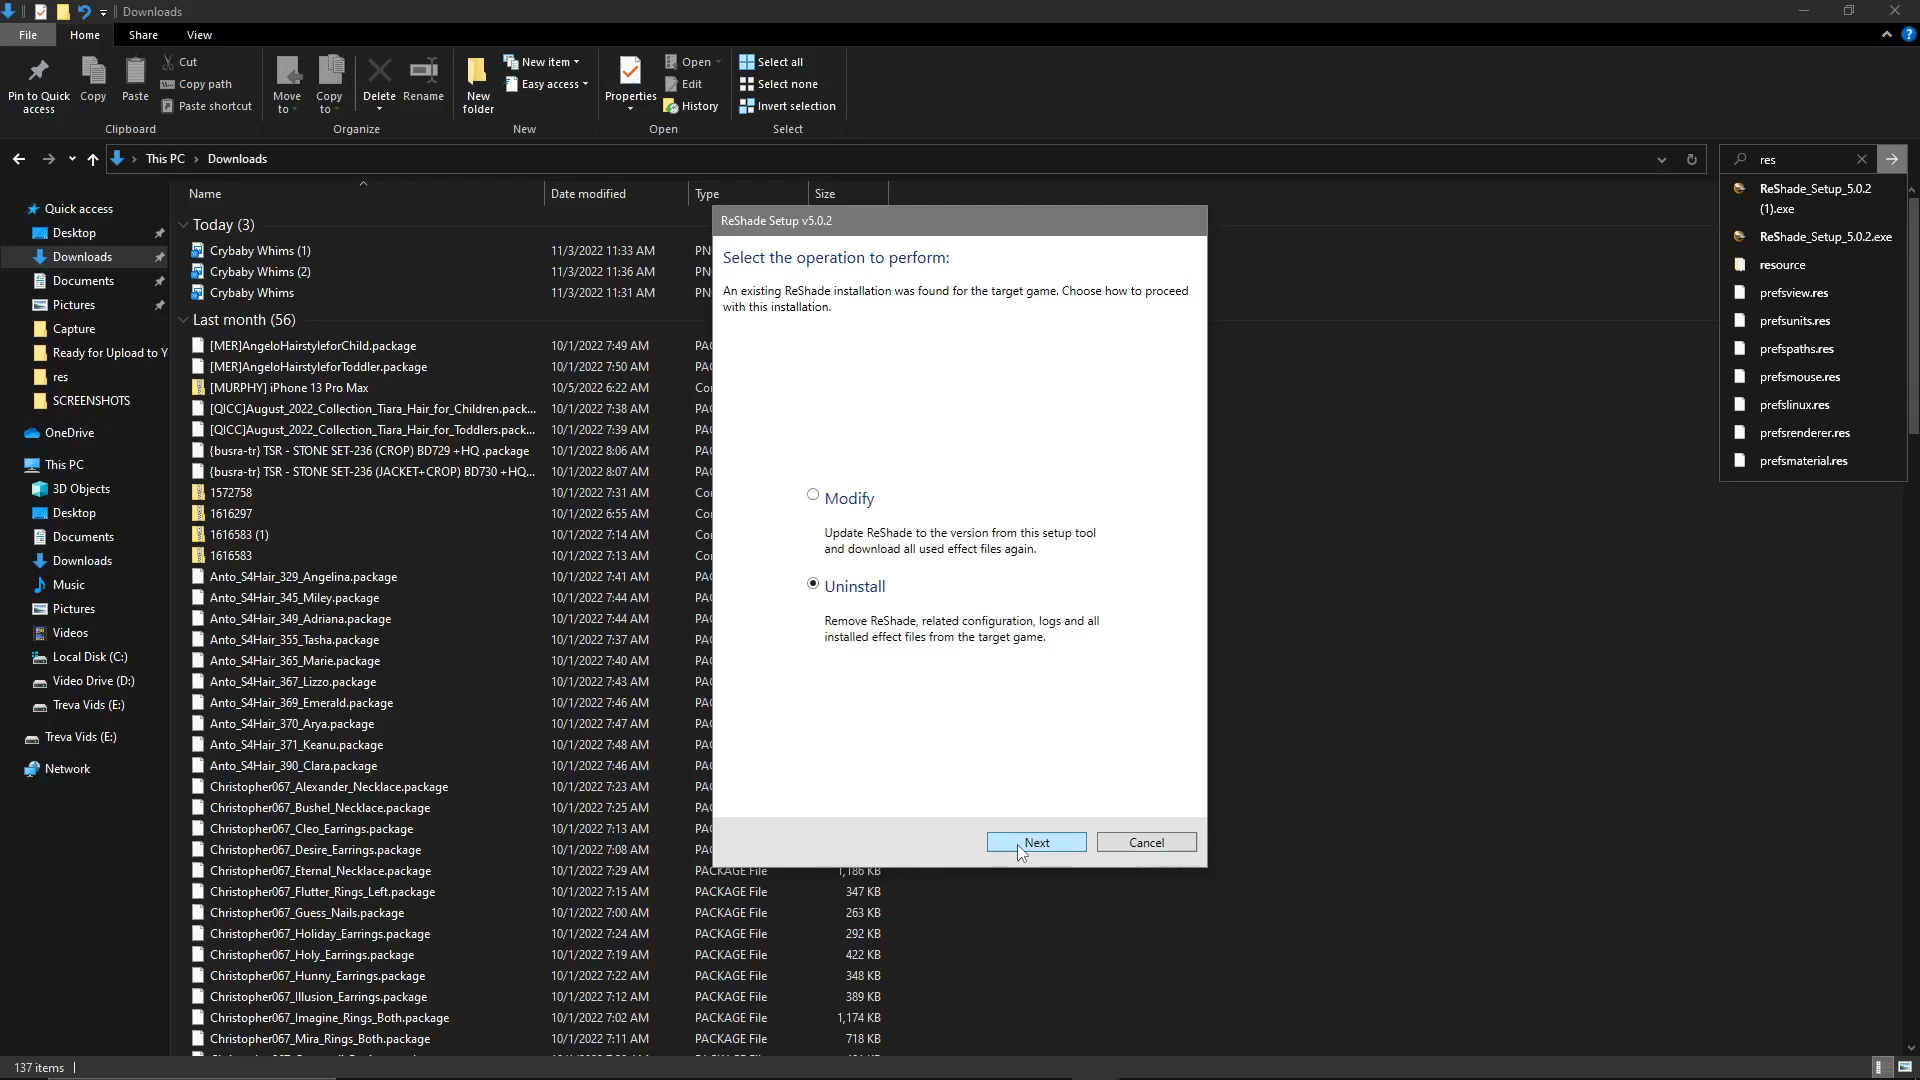 Downloads
File Home Share View
Pin to Quick access
Copy
Paste
Cut
Copy path
Paste shortcut
Clipboard
Move to
Copy to
Delete
Rename
Organize
New folder
New item
Easy access
New
Properties
Open
Edit
History
Open
Select all
Select none
Invert selection
Select
This PC › Downloads
res
Quick access
Desktop
Downloads
Documents
Pictures
Capture
Ready for Upload to Y
res
SCREENSHOTS
OneDrive
This PC
3D Objects
Desktop
Documents
Downloads
Music
Pictures
Videos
Local Disk (C:)
Video Drive (D:)
Treva Vids (E:)
Treva Vids (E:)
Network
Name Date modified Type Size
Today (3)
Crybaby Whims (1) 11/3/2022 11:33 AM PN
Crybaby Whims (2) 11/3/2022 11:36 AM PN
Crybaby Whims 11/3/2022 11:31 AM PN
Last month (56)
[MER]AngeloHairstyleforChild.package 10/1/2022 7:49 AM PAC
[MER]AngeloHairstyleforToddler.package 10/1/2022 7:50 AM PAC
[MURPHY] iPhone 13 Pro Max 10/5/2022 6:22 AM Co
[QICC]August_2022_Collection_Tiara_Hair_for_Children.pack... 10/1/2022 7:38 AM PAC
[QICC]August_2022_Collection_Tiara_Hair_for_Toddlers.pack... 10/1/2022 7:39 AM PAC
{busra-tr} TSR - STONE SET-236 (CROP) BD729 +HQ .package 10/1/2022 8:06 AM PAC
{busra-tr} TSR - STONE SET-236 (JACKET+CROP) BD730 +HQ... 10/1/2022 8:07 AM PAC
1572758 10/1/2022 7:31 AM Co
1616297 10/1/2022 6:55 AM Co
1616583 (1) 10/1/2022 7:14 AM Co
1616583 10/1/2022 7:13 AM Co
Anto_S4Hair_329_Angelina.package 10/1/2022 7:41 AM PAC
Anto_S4Hair_345_Miley.package 10/1/2022 7:44 AM PAC
Anto_S4Hair_349_Adriana.package 10/1/2022 7:44 AM PAC
Anto_S4Hair_355_Tasha.package 10/1/2022 7:37 AM PAC
Anto_S4Hair_365_Marie.package 10/1/2022 7:40 AM PAC
Anto_S4Hair_367_Lizzo.package 10/1/2022 7:43 AM PAC
Anto_S4Hair_369_Emerald.package 10/1/2022 7:46 AM PAC
Anto_S4Hair_370_Arya.package 10/1/2022 7:47 AM PAC
Anto_S4Hair_371_Keanu.package 10/1/2022 7:48 AM PAC
Anto_S4Hair_390_Clara.package 10/1/2022 7:46 AM PAC
Christopher067_Alexander_Necklace.package 10/1/2022 7:23 AM PAC
Christopher067_Bushel_Necklace.package 10/1/2022 7:25 AM PAC
Christopher067_Cleo_Earrings.package 10/1/2022 7:13 AM PAC
Christopher067_Desire_Earrings.package 10/1/2022 7:08 AM PAC
Christopher067_Eternal_Necklace.package 10/1/2022 7:29 AM PACKAGE File 1,186 KB
Christopher067_Flutter_Rings_Left.package 10/1/2022 7:15 AM PACKAGE File 347 KB
Christopher067_Guess_Nails.package 10/1/2022 7:00 AM PACKAGE File 263 KB
Christopher067_Holiday_Earrings.package 10/1/2022 7:24 AM PACKAGE File 292 KB
Christopher067_Holy_Earrings.package 10/1/2022 7:19 AM PACKAGE File 422 KB
Christopher067_Hunny_Earrings.package 10/1/2022 7:22 AM PACKAGE File 348 KB
Christopher067_Illusion_Earrings.package 10/1/2022 7:12 AM PACKAGE File 389 KB
Christopher067_Imagine_Rings_Both.package 10/1/2022 7:02 AM PACKAGE File 1,174 KB
Christopher067_Mira_Rings_Both.package 10/1/2022 7:11 AM PACKAGE File 718 KB
ReShade Setup v5.0.2
Select the operation to perform:
An existing ReShade installation was found for the target game. Choose how to proceed
with this installation.
Modify
Update ReShade to the version from this setup tool
and download all used effect files again.
Uninstall
Remove ReShade, related configuration, logs and all
installed effect files from the target game.
Next Cancel
ReShade_Setup_5.0.2
(1).exe
ReShade_Setup_5.0.2.exe
resource
prefsview.res
prefsunits.res
prefspaths.res
prefsmouse.res
prefslinux.res
prefsrenderer.res
prefsmaterial.res
137 items